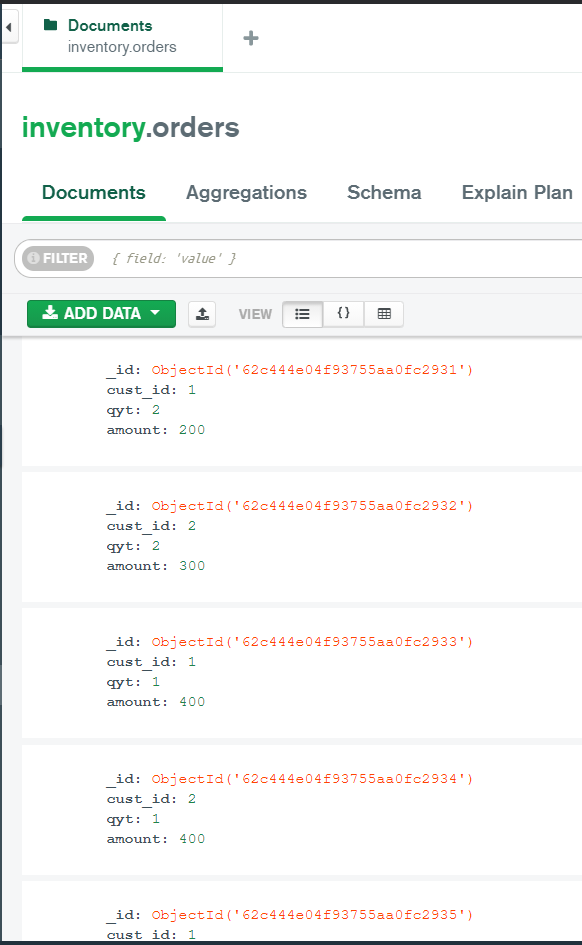 Documents
inventory.orders
inventory.orders
Documents Aggregations Schema Explain Plan
FILTER { field: 'value' }
ADD DATA VIEW {}
_id: ObjectId('62c444e04f93755aa0fc2931')
cust_id: 1
qyt: 2
amount: 200
_id: ObjectId('62c444e04f93755aa0fc2932')
cust_id: 2
qyt: 2
amount: 300
_id: ObjectId('62c444e04f93755aa0fc2933')
cust_id: 1
qyt: 1
amount: 400
_id: ObjectId('62c444e04f93755aa0fc2934')
cust_id: 2
qyt: 1
amount: 400
_id: ObjectId('62c444e04f93755aa0fc2935')
cust_id: 1